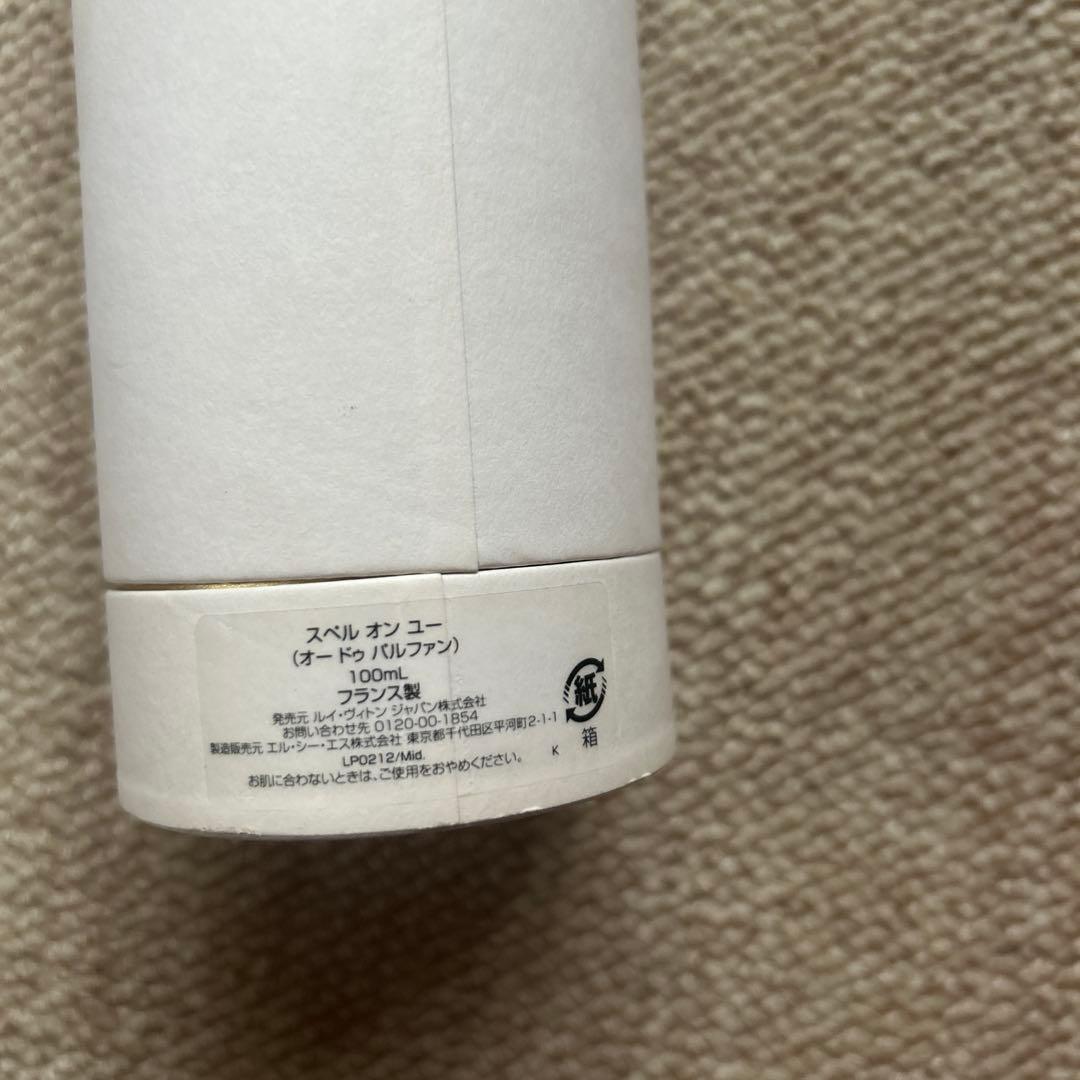 スペル オン ユー
（オー ドゥ パルファン）
100mL
フランス製
発売元 ルイ・ヴィトン ジャパン株式会社
お問い合わせ先 0120-00-1854
製造販売元 エル・シー・エス株式会社 東京都千代田区平河町2-1-1
LP0212/Mid.
お肌に合わないときは、ご使用をおやめください。
K
紙
箱